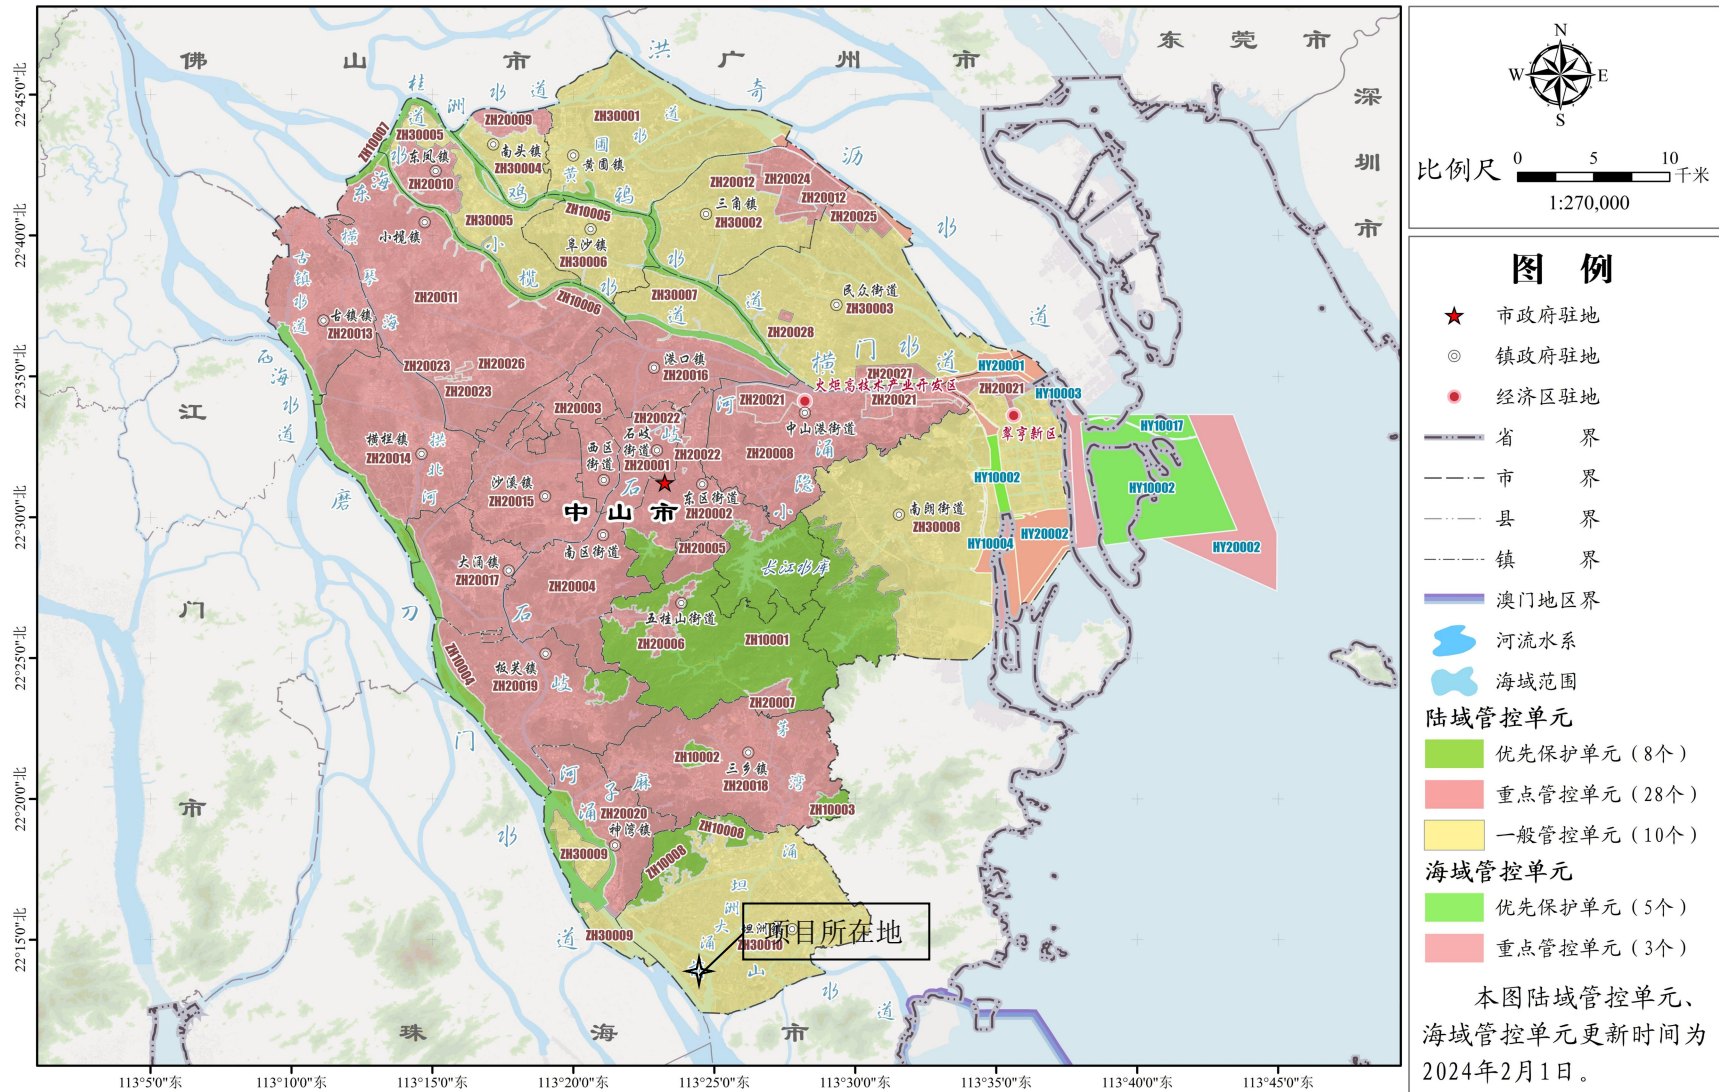 佛山市
广州市
东莞市
深圳市
江门市
珠海市
中山市
桂洲水道
洪奇沥水道
黄圃水道
鸡鸦水道
东海水道
小榄水道
横琴海
古镇水道
西海水道
拱北河
磨刀门水道
横门水道
河涌
小隐
石岐河
长江水库
茅湾涌
麻子涌
坦洲大涌
山水道
ZH10007
ZH30005
ZH20009
ZH30001
南头镇
ZH30004
黄圃镇
东凤镇
ZH20010
ZH20012
ZH20024
ZH20012
ZH20025
三角镇
ZH30002
ZH10005
ZH30005
小榄镇
阜沙镇
ZH30006
ZH20011
ZH10006
ZH30007
民众街道
ZH30003
古镇镇
ZH20013
ZH20028
ZH20023
ZH20026
ZH20023
港口镇
ZH20016
ZH20027
HY20001
火炬高技术产业开发区
ZH20021
ZH20021
ZH20021
HY10003
ZH20003
ZH20022
中山港街道
翠亨新区
HY10017
横栏镇
ZH20014
西区街道
石岐街道
ZH20001
ZH20022
ZH20008
沙溪镇
ZH20015
东区街道
ZH20002
HY10002
HY10002
南朗街道
ZH30008
南区街道
ZH20005
HY10004
HY20002
HY20002
大涌镇
ZH20017
ZH20004
五桂山街道
ZH20006
ZH10001
ZH10004
板芙镇
ZH20019
ZH20007
ZH10002
三乡镇
ZH20018
ZH20020
神湾镇
ZH10003
ZH10008
ZH10008
ZH30009
ZH30009
ZH30010
项目所在地
22°45'0"北
22°40'0"北
22°35'0"北
22°30'0"北
22°25'0"北
22°20'0"北
22°15'0"北
113°5'0"东
113°10'0"东
113°15'0"东
113°20'0"东
113°25'0"东
113°30'0"东
113°35'0"东
113°40'0"东
113°45'0"东
N
W
E
S
比例尺
0
5
10
千米
1:270,000
图 例
市政府驻地
镇政府驻地
经济区驻地
省 界
市 界
县 界
镇 界
澳门地区界
河流水系
海域范围
陆域管控单元
优先保护单元（8个）
重点管控单元（28个）
一般管控单元（10个）
海域管控单元
优先保护单元（5个）
重点管控单元（3个）
本图陆域管控单元、
海域管控单元更新时间为
2024年2月1日。